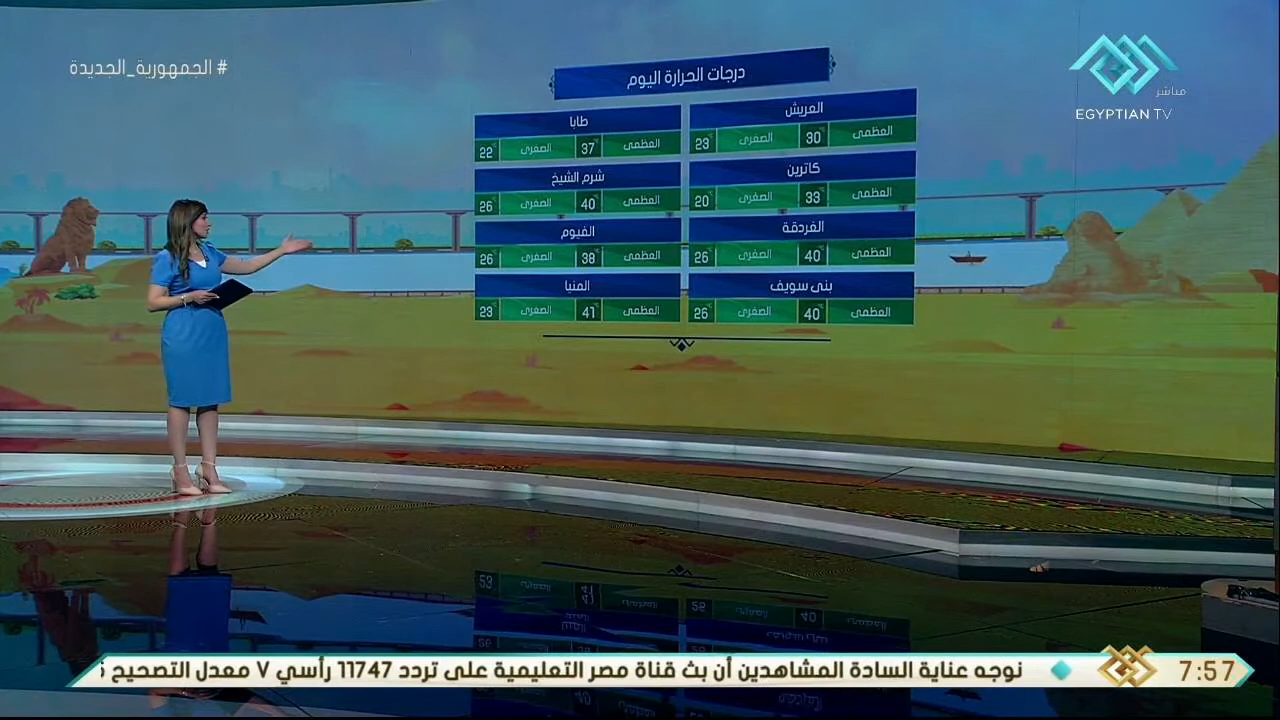 # الجمهورية_الجديدة
مباشر
EGYPTIAN TV
درجات الحرارة اليوم
العريش
العظمى 30° الصغرى 23°
طابا
العظمى 37° الصغرى 22°
كاترين
العظمى 33° الصغرى 20°
شرم الشيخ
العظمى 40° الصغرى 26°
الغردقة
العظمى 40° الصغرى 26°
الفيوم
العظمى 38° الصغرى 26°
بنى سويف
العظمى 40° الصغرى 26°
المنيا
العظمى 41° الصغرى 23°
7:57
نوجه عناية السادة المشاهدين أن بث قناة مصر التعليمية على تردد 11747 رأسي ٧ معدل التصحيح